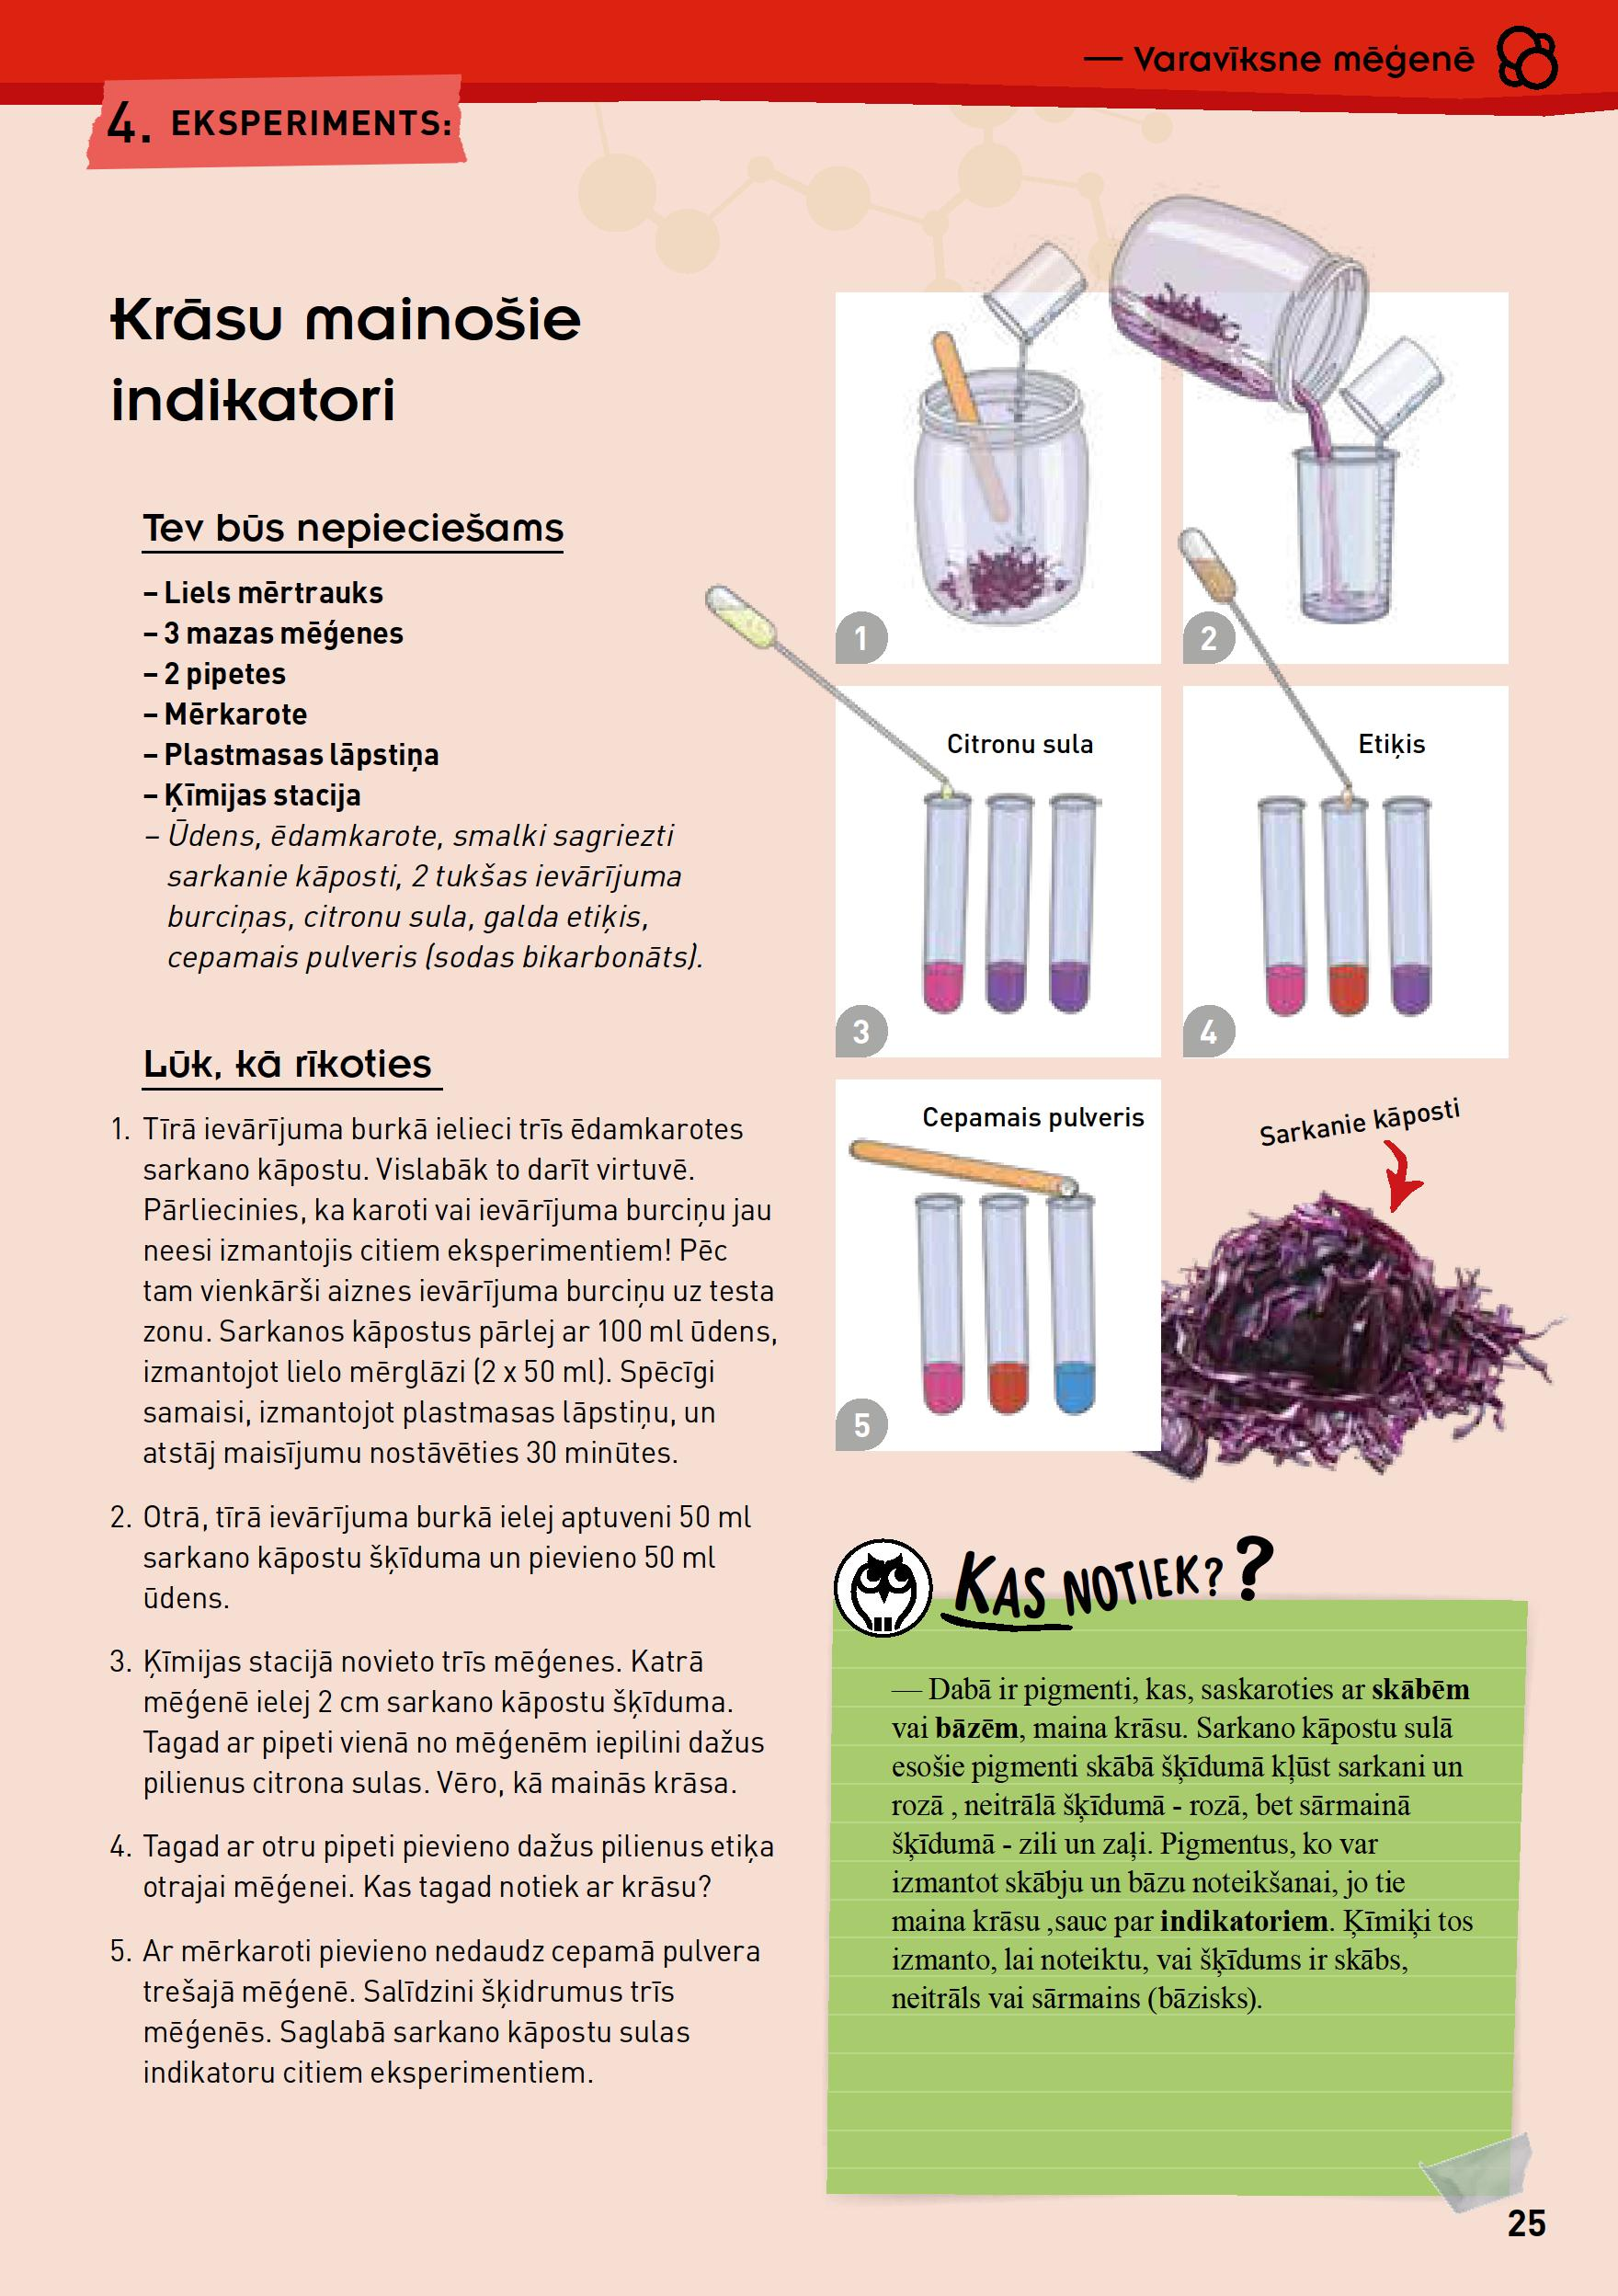 — Varavīksne mēģenē
4. EKSPERIMENTS:
Krāsu mainošie
indikatori
Tev būs nepieciešams
– Liels mērtrauks
– 3 mazas mēģenes
– 2 pipetes
– Mērkarote
– Plastmasas lāpstiņa
– Ķīmijas stacija
– Ūdens, ēdamkarote, smalki sagriezti
sarkanie kāposti, 2 tukšas ievārījuma
burciņas, citronu sula, galda etiķis,
cepamais pulveris (sodas bikarbonāts).
Lūk, kā rīkoties
1. Tīrā ievārījuma burkā ielieci trīs ēdamkarotes
sarkano kāpostu. Vislabāk to darīt virtuvē.
Pārliecinies, ka karoti vai ievārījuma burciņu jau
neesi izmantojis citiem eksperimentiem! Pēc
tam vienkārši aiznes ievārījuma burciņu uz testa
zonu. Sarkanos kāpostus pārlej ar 100 ml ūdens,
izmantojot lielo mērglāzi (2 x 50 ml). Spēcīgi
samaisi, izmantojot plastmasas lāpstiņu, un
atstāj maisījumu nostāvēties 30 minūtes.
2. Otrā, tīrā ievārījuma burkā ielej aptuveni 50 ml
sarkano kāpostu šķīduma un pievieno 50 ml
ūdens.
3. Ķīmijas stacijā novieto trīs mēģenes. Katrā
mēģenē ielej 2 cm sarkano kāpostu šķīduma.
Tagad ar pipeti vienā no mēģenēm iepilini dažus
pilienus citrona sulas. Vēro, kā mainās krāsa.
4. Tagad ar otru pipeti pievieno dažus pilienus etiķa
otrajai mēģenei. Kas tagad notiek ar krāsu?
5. Ar mērkaroti pievieno nedaudz cepamā pulvera
trešajā mēģenē. Salīdzini šķidrumus trīs
mēģenēs. Saglabā sarkano kāpostu sulas
indikatoru citiem eksperimentiem.
1
2
Citronu sula
3
Etiķis
4
Cepamais pulveris
5
Sarkanie kāposti
KAS NOTIEK? ?
— Dabā ir pigmenti, kas, saskaroties ar skābēm
vai bāzēm, maina krāsu. Sarkano kāpostu sulā
esošie pigmenti skābā šķīdumā kļūst sarkani un
rozā , neitrālā šķīdumā - rozā, bet sārmainā
šķīdumā - zili un zaļi. Pigmentus, ko var
izmantot skābju un bāzu noteikšanai, jo tie
maina krāsu ,sauc par indikatoriem. Ķīmiķi tos
izmanto, lai noteiktu, vai šķīdums ir skābs,
neitrāls vai sārmains (bāzisks).
25